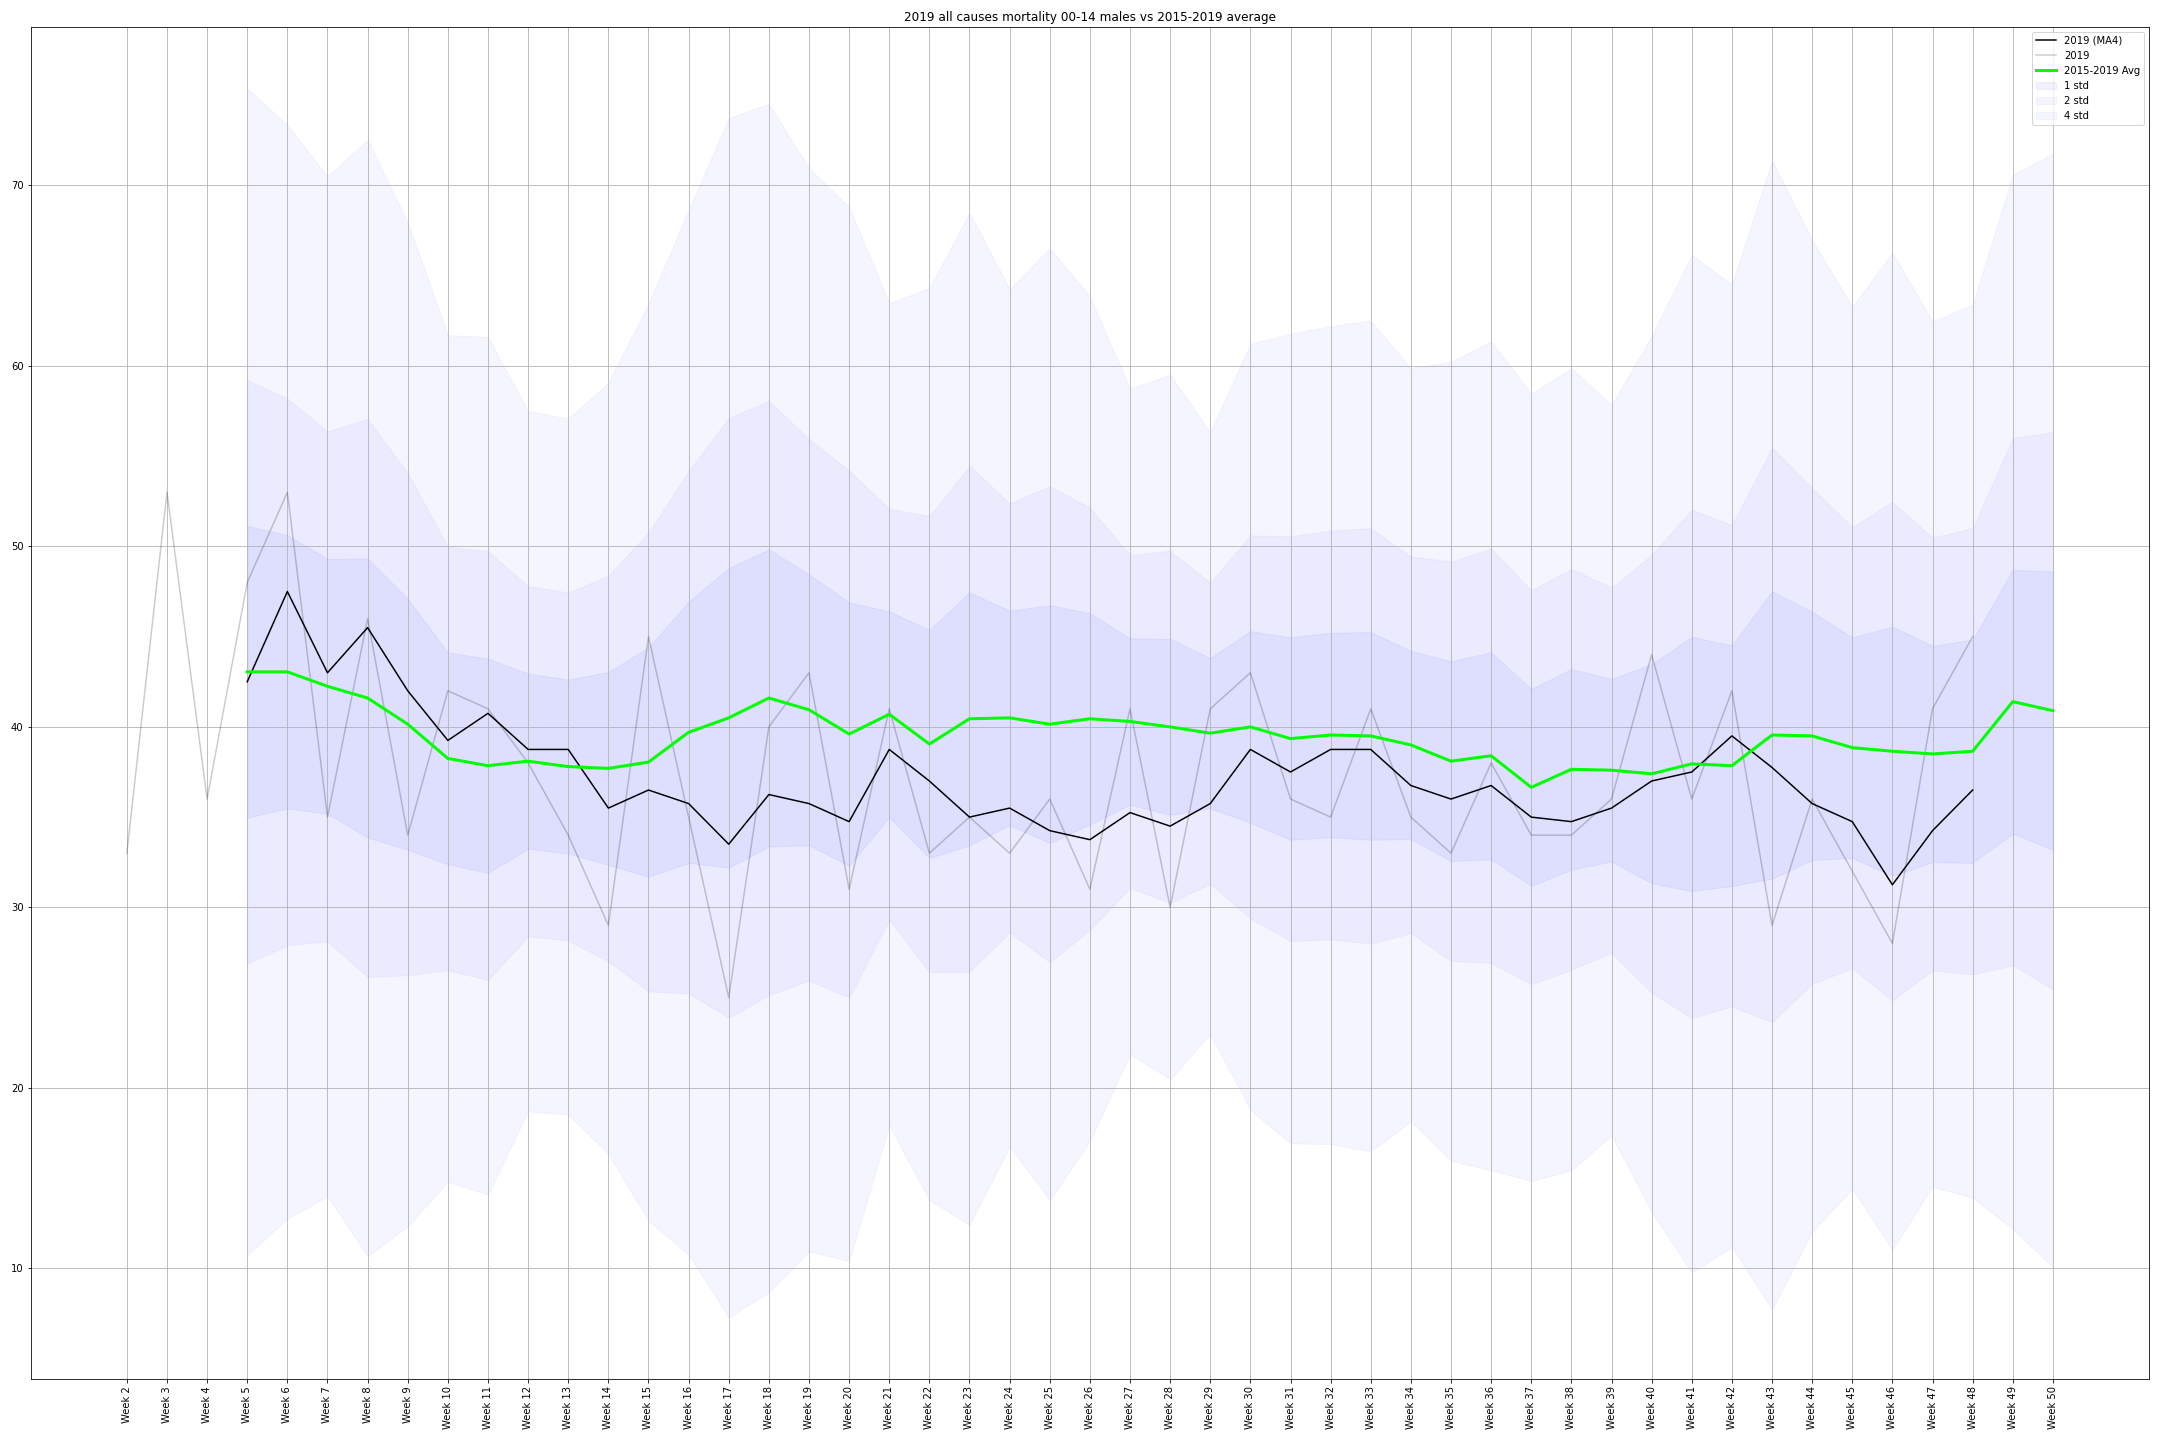 2019 all causes mortality 00-14 males vs 2015-2019 average
2019 (MA4)
2019
2015-2019 Avg
1 std
2 std
4 std
70
60
50
40
30
20
10
Week 2
Week 3
Week 4
Week 5
Week 6
Week 7
Week 8
Week 9
Week 10
Week 11
Week 12
Week 13
Week 14
Week 15
Week 16
Week 17
Week 18
Week 19
Week 20
Week 21
Week 22
Week 23
Week 24
Week 25
Week 26
Week 27
Week 28
Week 29
Week 30
Week 31
Week 32
Week 33
Week 34
Week 35
Week 36
Week 37
Week 38
Week 39
Week 40
Week 41
Week 42
Week 43
Week 44
Week 45
Week 46
Week 47
Week 48
Week 49
Week 50